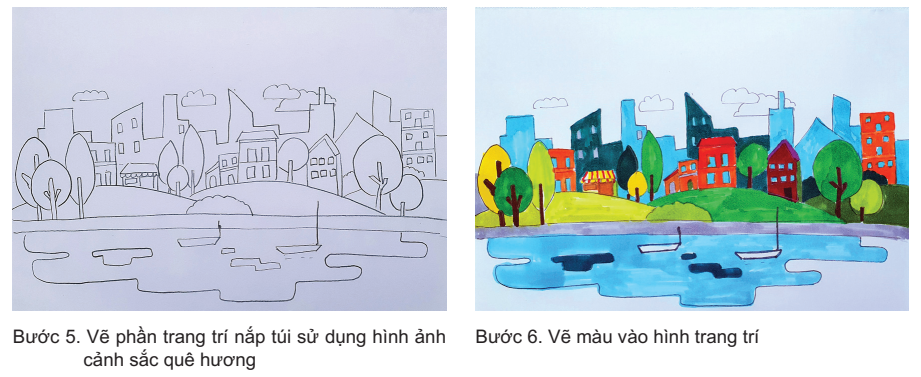 Bước 5. Vẽ phần trang trí nắp túi sử dụng hình ảnh
cảnh sắc quê hương
Bước 6. Vẽ màu vào hình trang trí